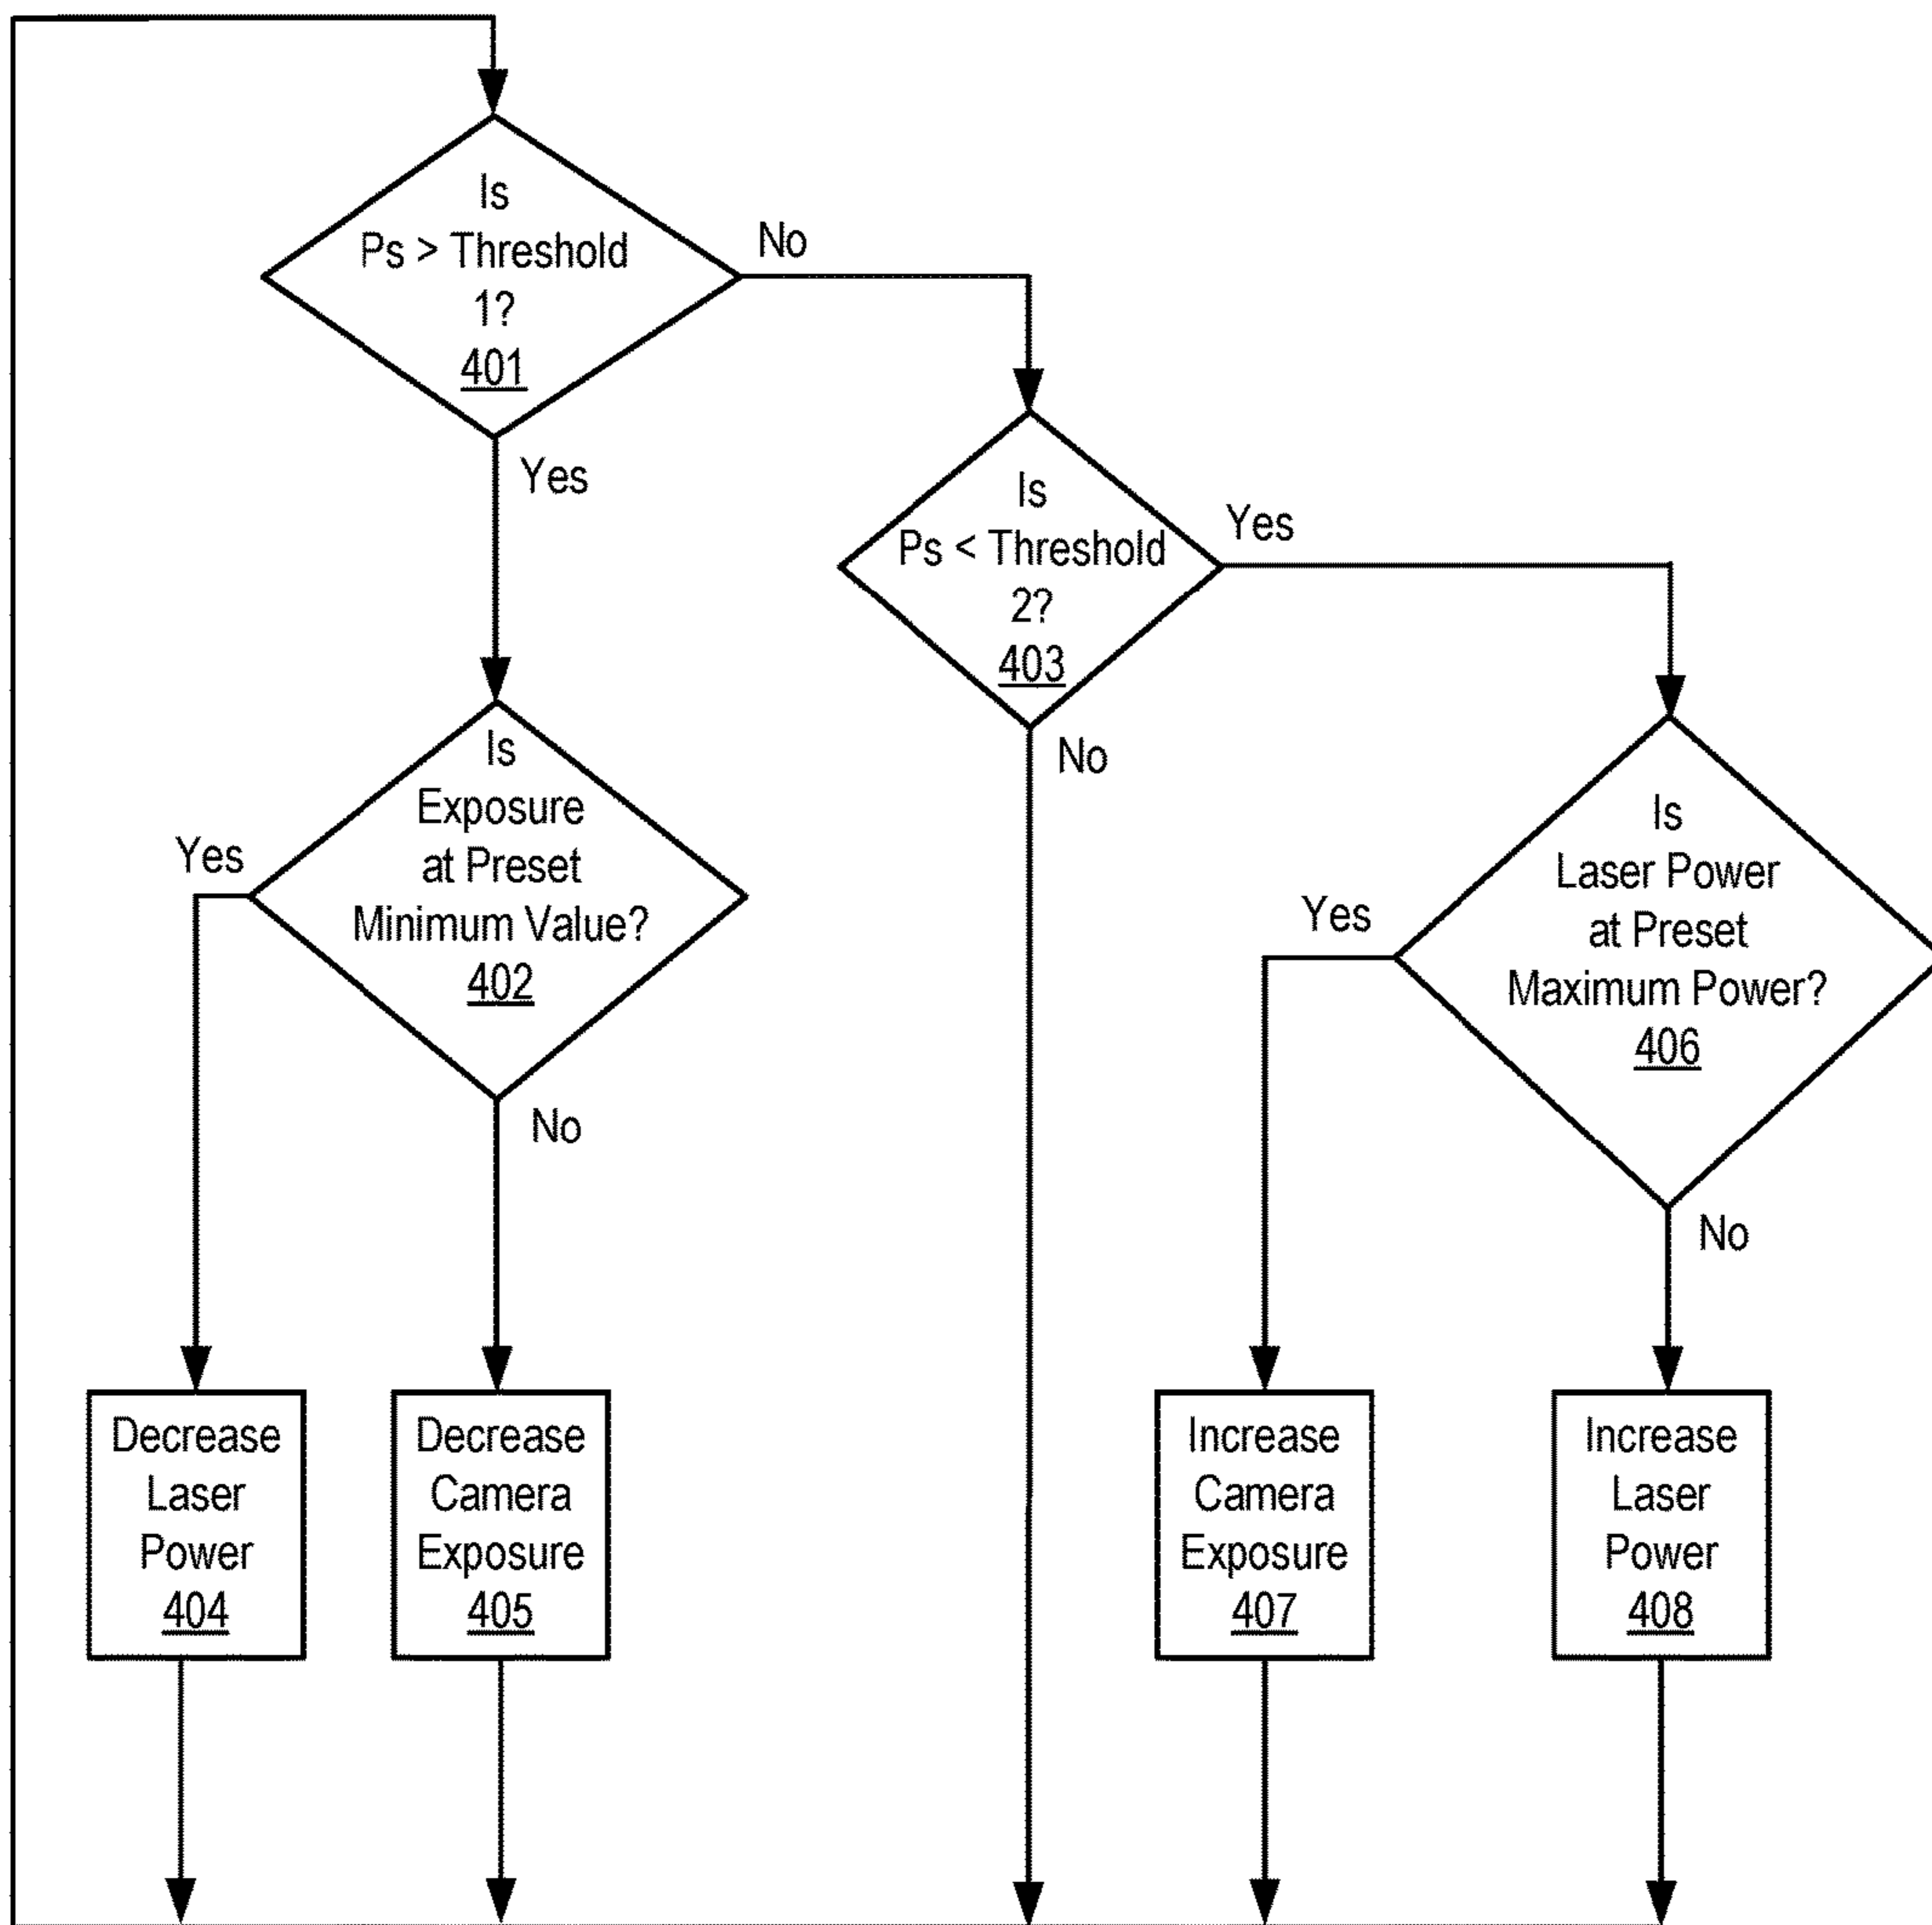 Is
Ps > Threshold
1?
401
No
Yes
Is
Ps < Threshold
2?
403
Yes
No
Is
Exposure
at Preset
Minimum Value?
402
Yes
No
Is
Laser Power
at Preset
Maximum Power?
406
Yes
No
Decrease
Laser
Power
404
Decrease
Camera
Exposure
405
Increase
Camera
Exposure
407
Increase
Laser
Power
408